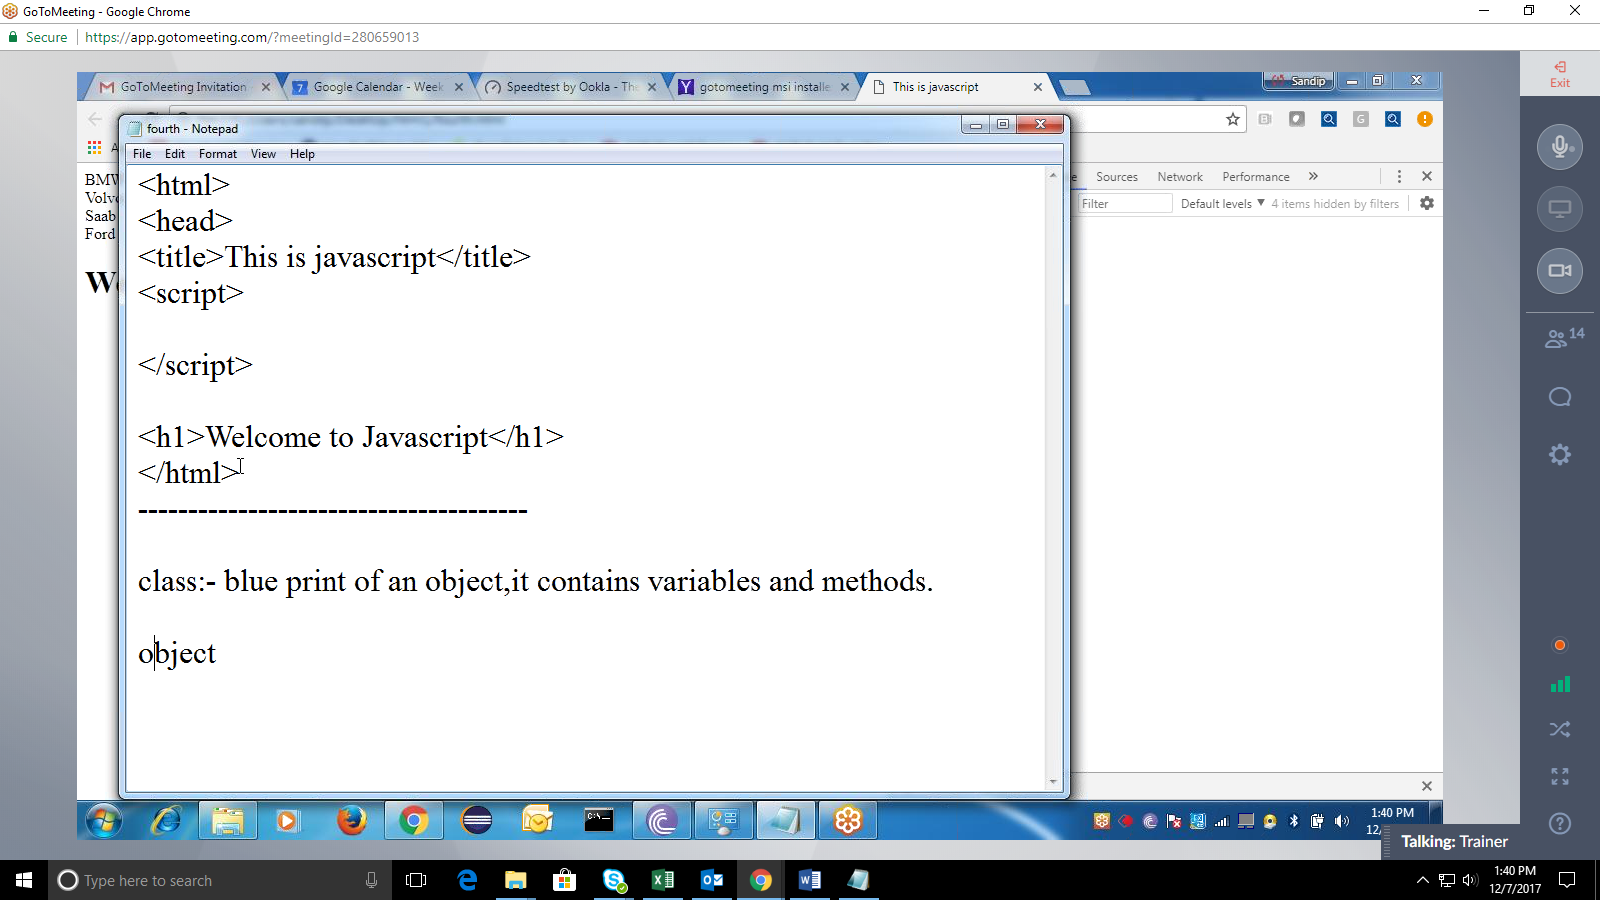 GoToMeeting - Google Chrome
Secure https://app.gotomeeting.com/?meetingId=280659013
GoToMeeting Invitation
Google Calendar - Week
Speedtest by Ookla - The
gotomeeting msi installe
This is javascript
Sandip
Exit
fourth - Notepad
File Edit Format View Help
Sources Network Performance
Filter Default levels 4 items hidden by filters
BMW
Volvo
Saab
Ford
<html>
<head>
<title>This is javascript</title>
<script>
</script>
<h1>Welcome to Javascript</h1>
</html>
---------------------------------------
class:- blue print of an object,it contains variables and methods.
object
14
1:40 PM
Talking: Trainer
Type here to search
1:40 PM
12/7/2017